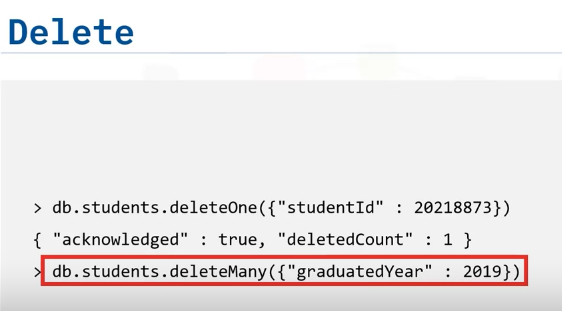 Delete
> db.students.deleteOne({"studentId" : 20218873})
{ "acknowledged" : true, "deletedCount" : 1 }
> db.students.deleteMany({"graduatedYear" : 2019})